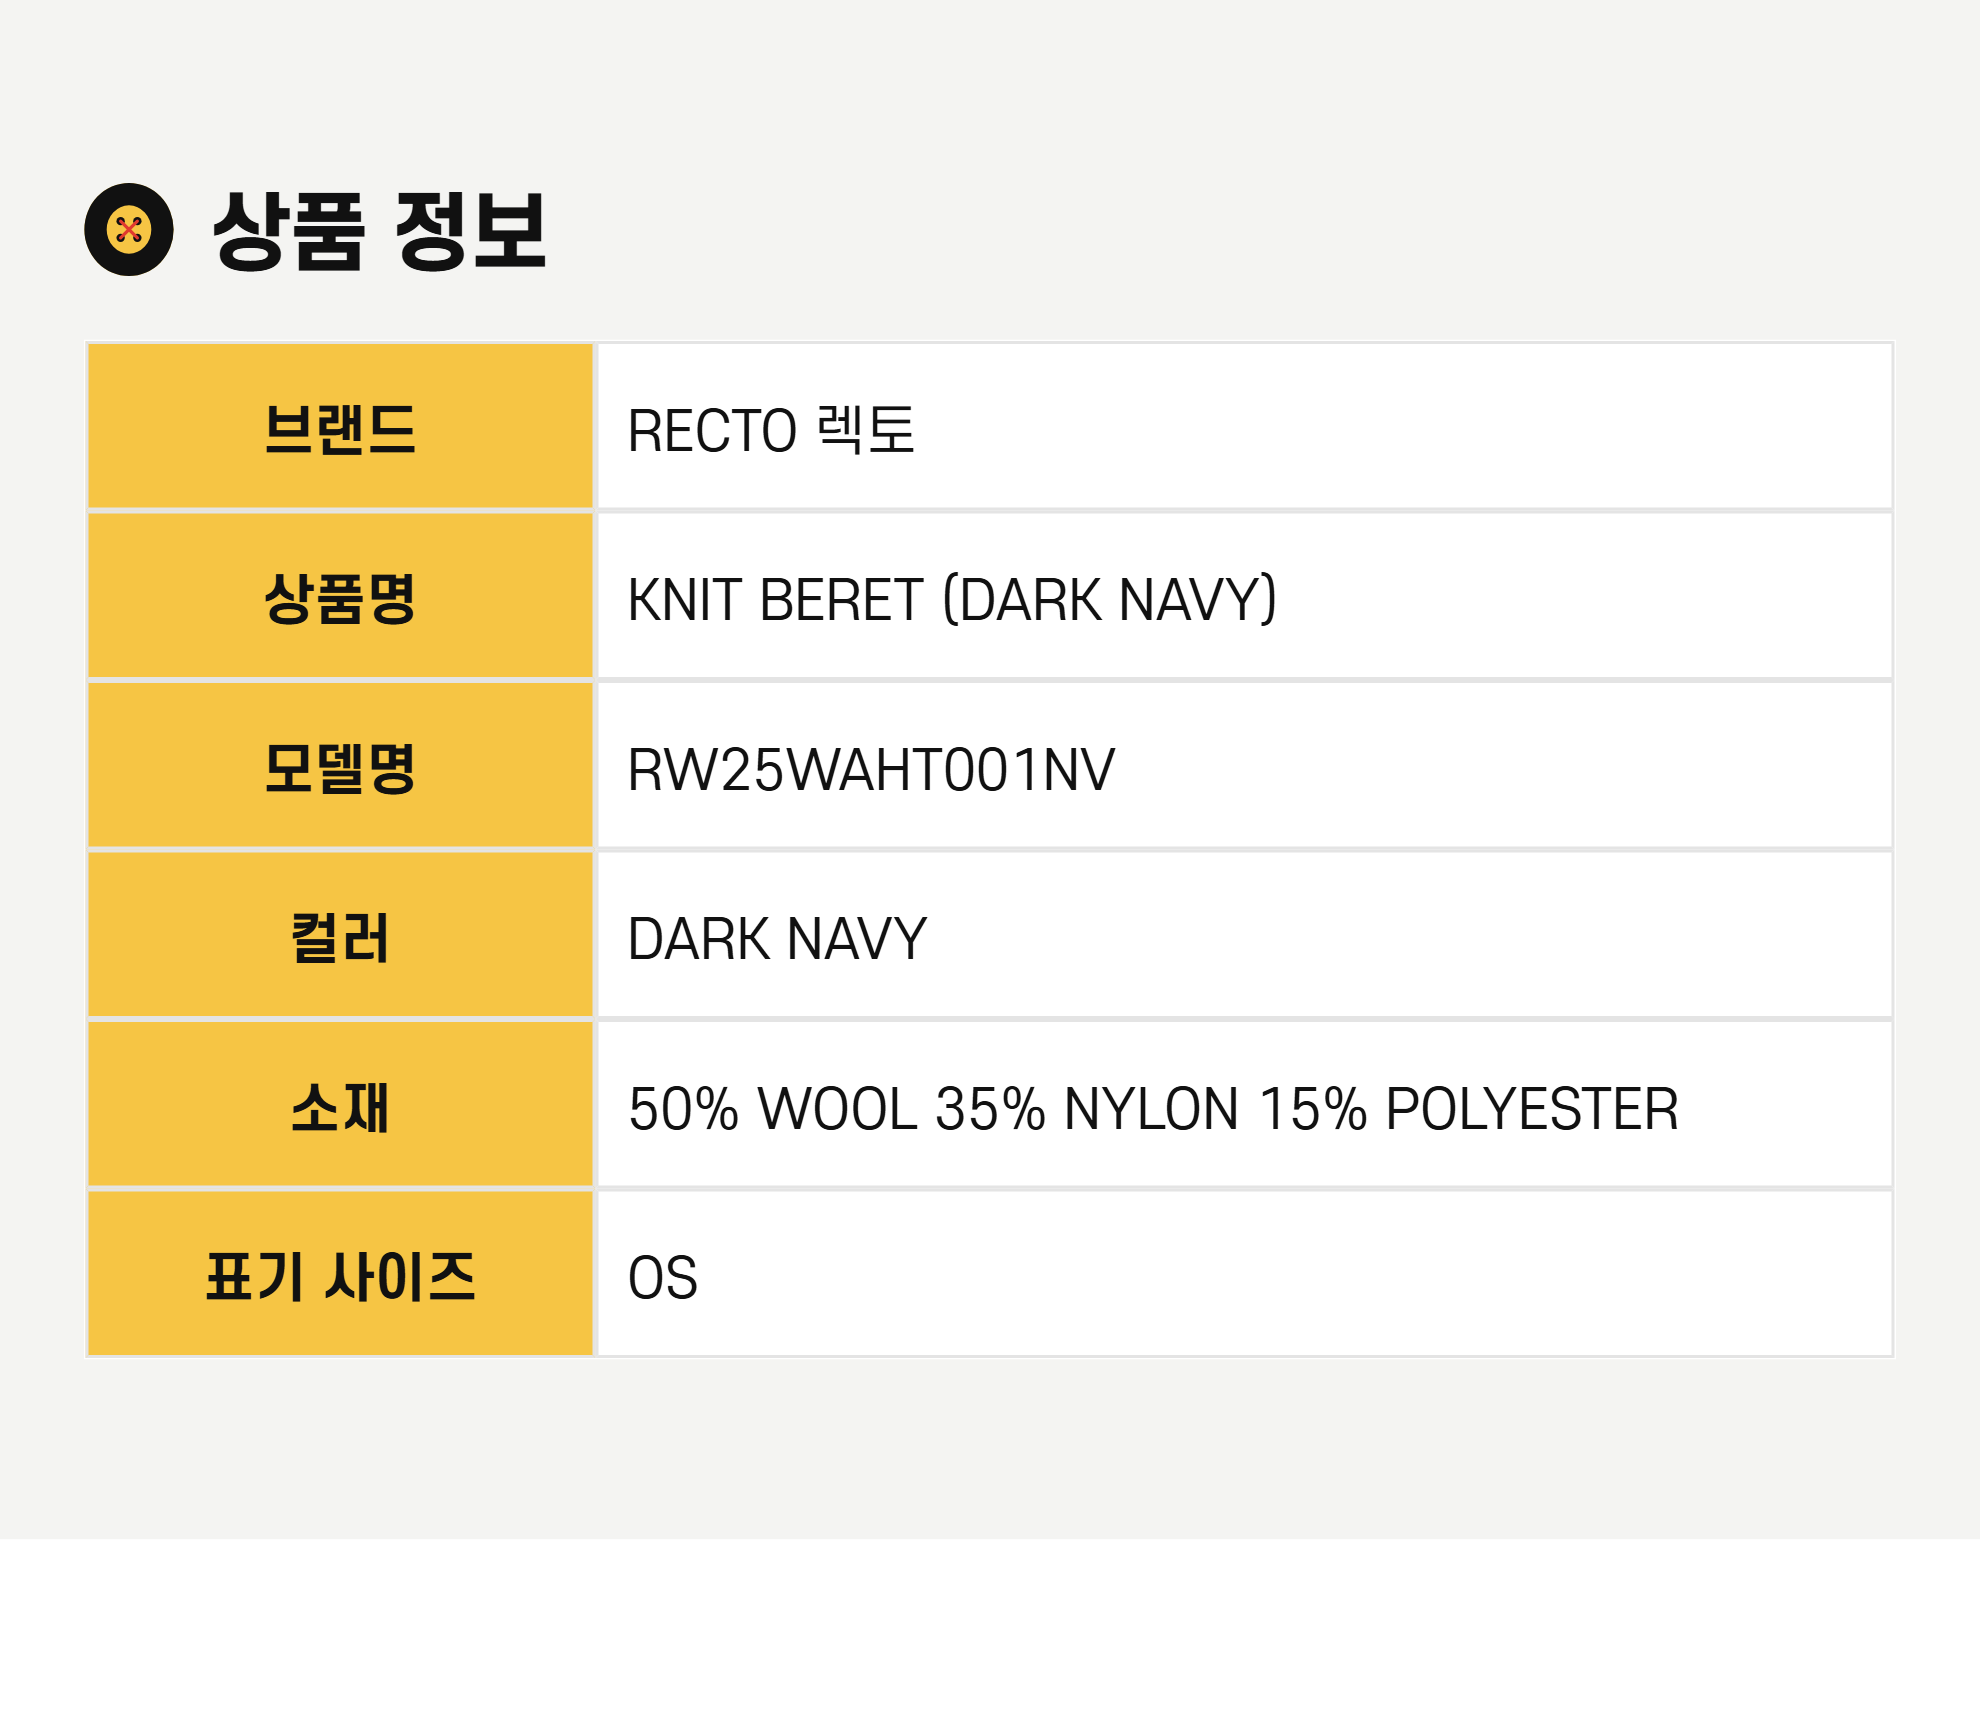 상품 정보
브랜드 RECTO 렉토
상품명 KNIT BERET (DARK NAVY)
모델명 RW25WAHT001NV
컬러 DARK NAVY
소재 50% WOOL 35% NYLON 15% POLYESTER
표기 사이즈 OS